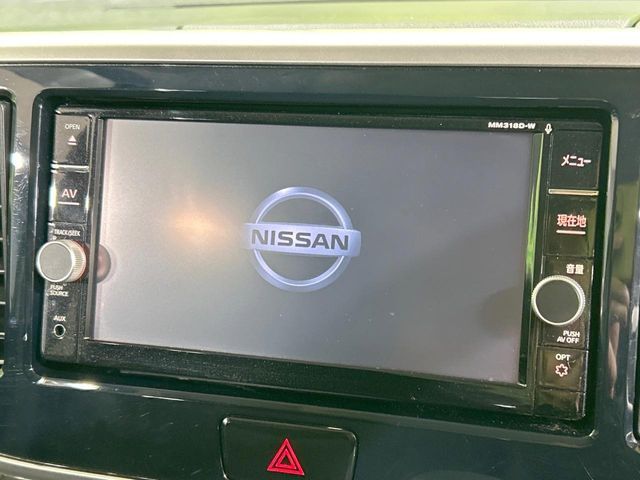 MM318D-W
OPEN
AV
TRACK/SEEK
PUSH
SOURCE
AUX
NISSAN
メニュー
現在地
音量
PUSH
AV OFF
OPT